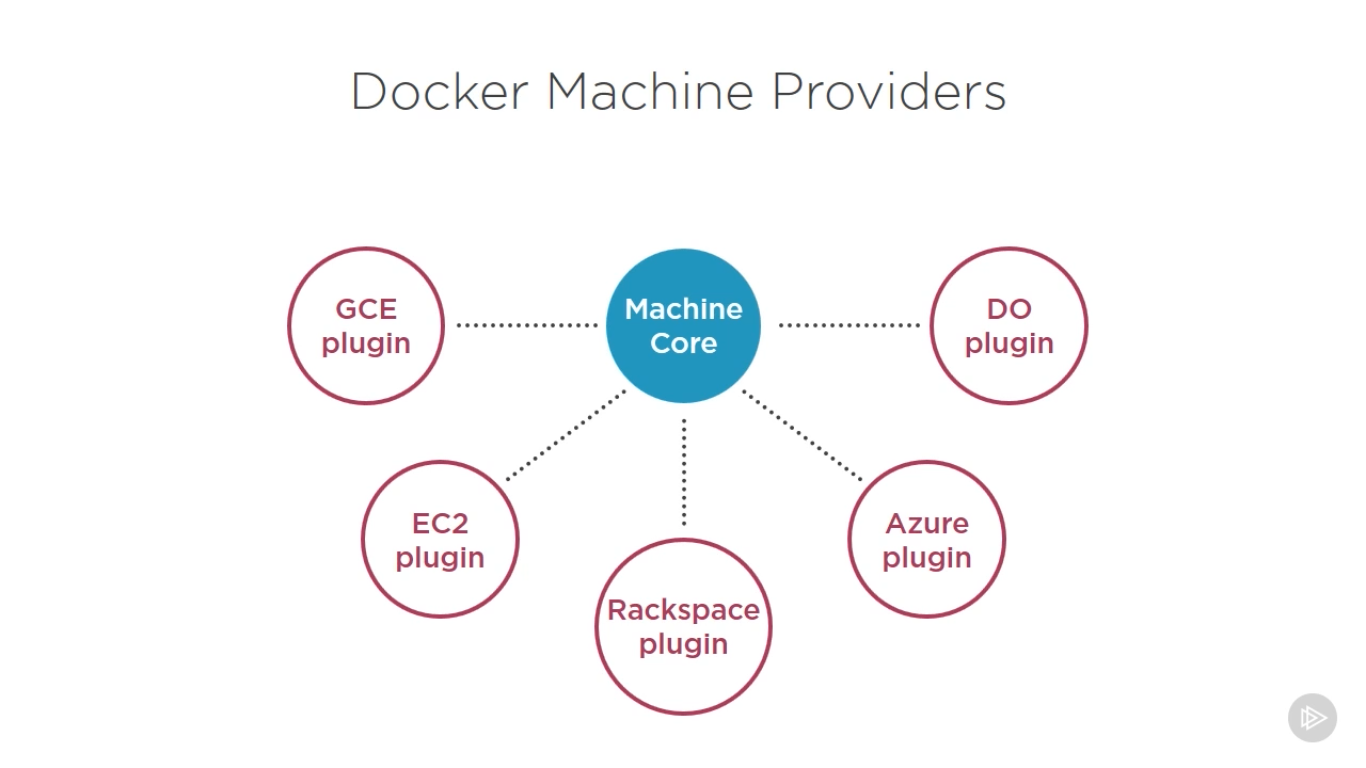 Docker Machine Providers
GCE
plugin
Machine
Core
DO
plugin
EC2
plugin
Rackspace
plugin
Azure
plugin